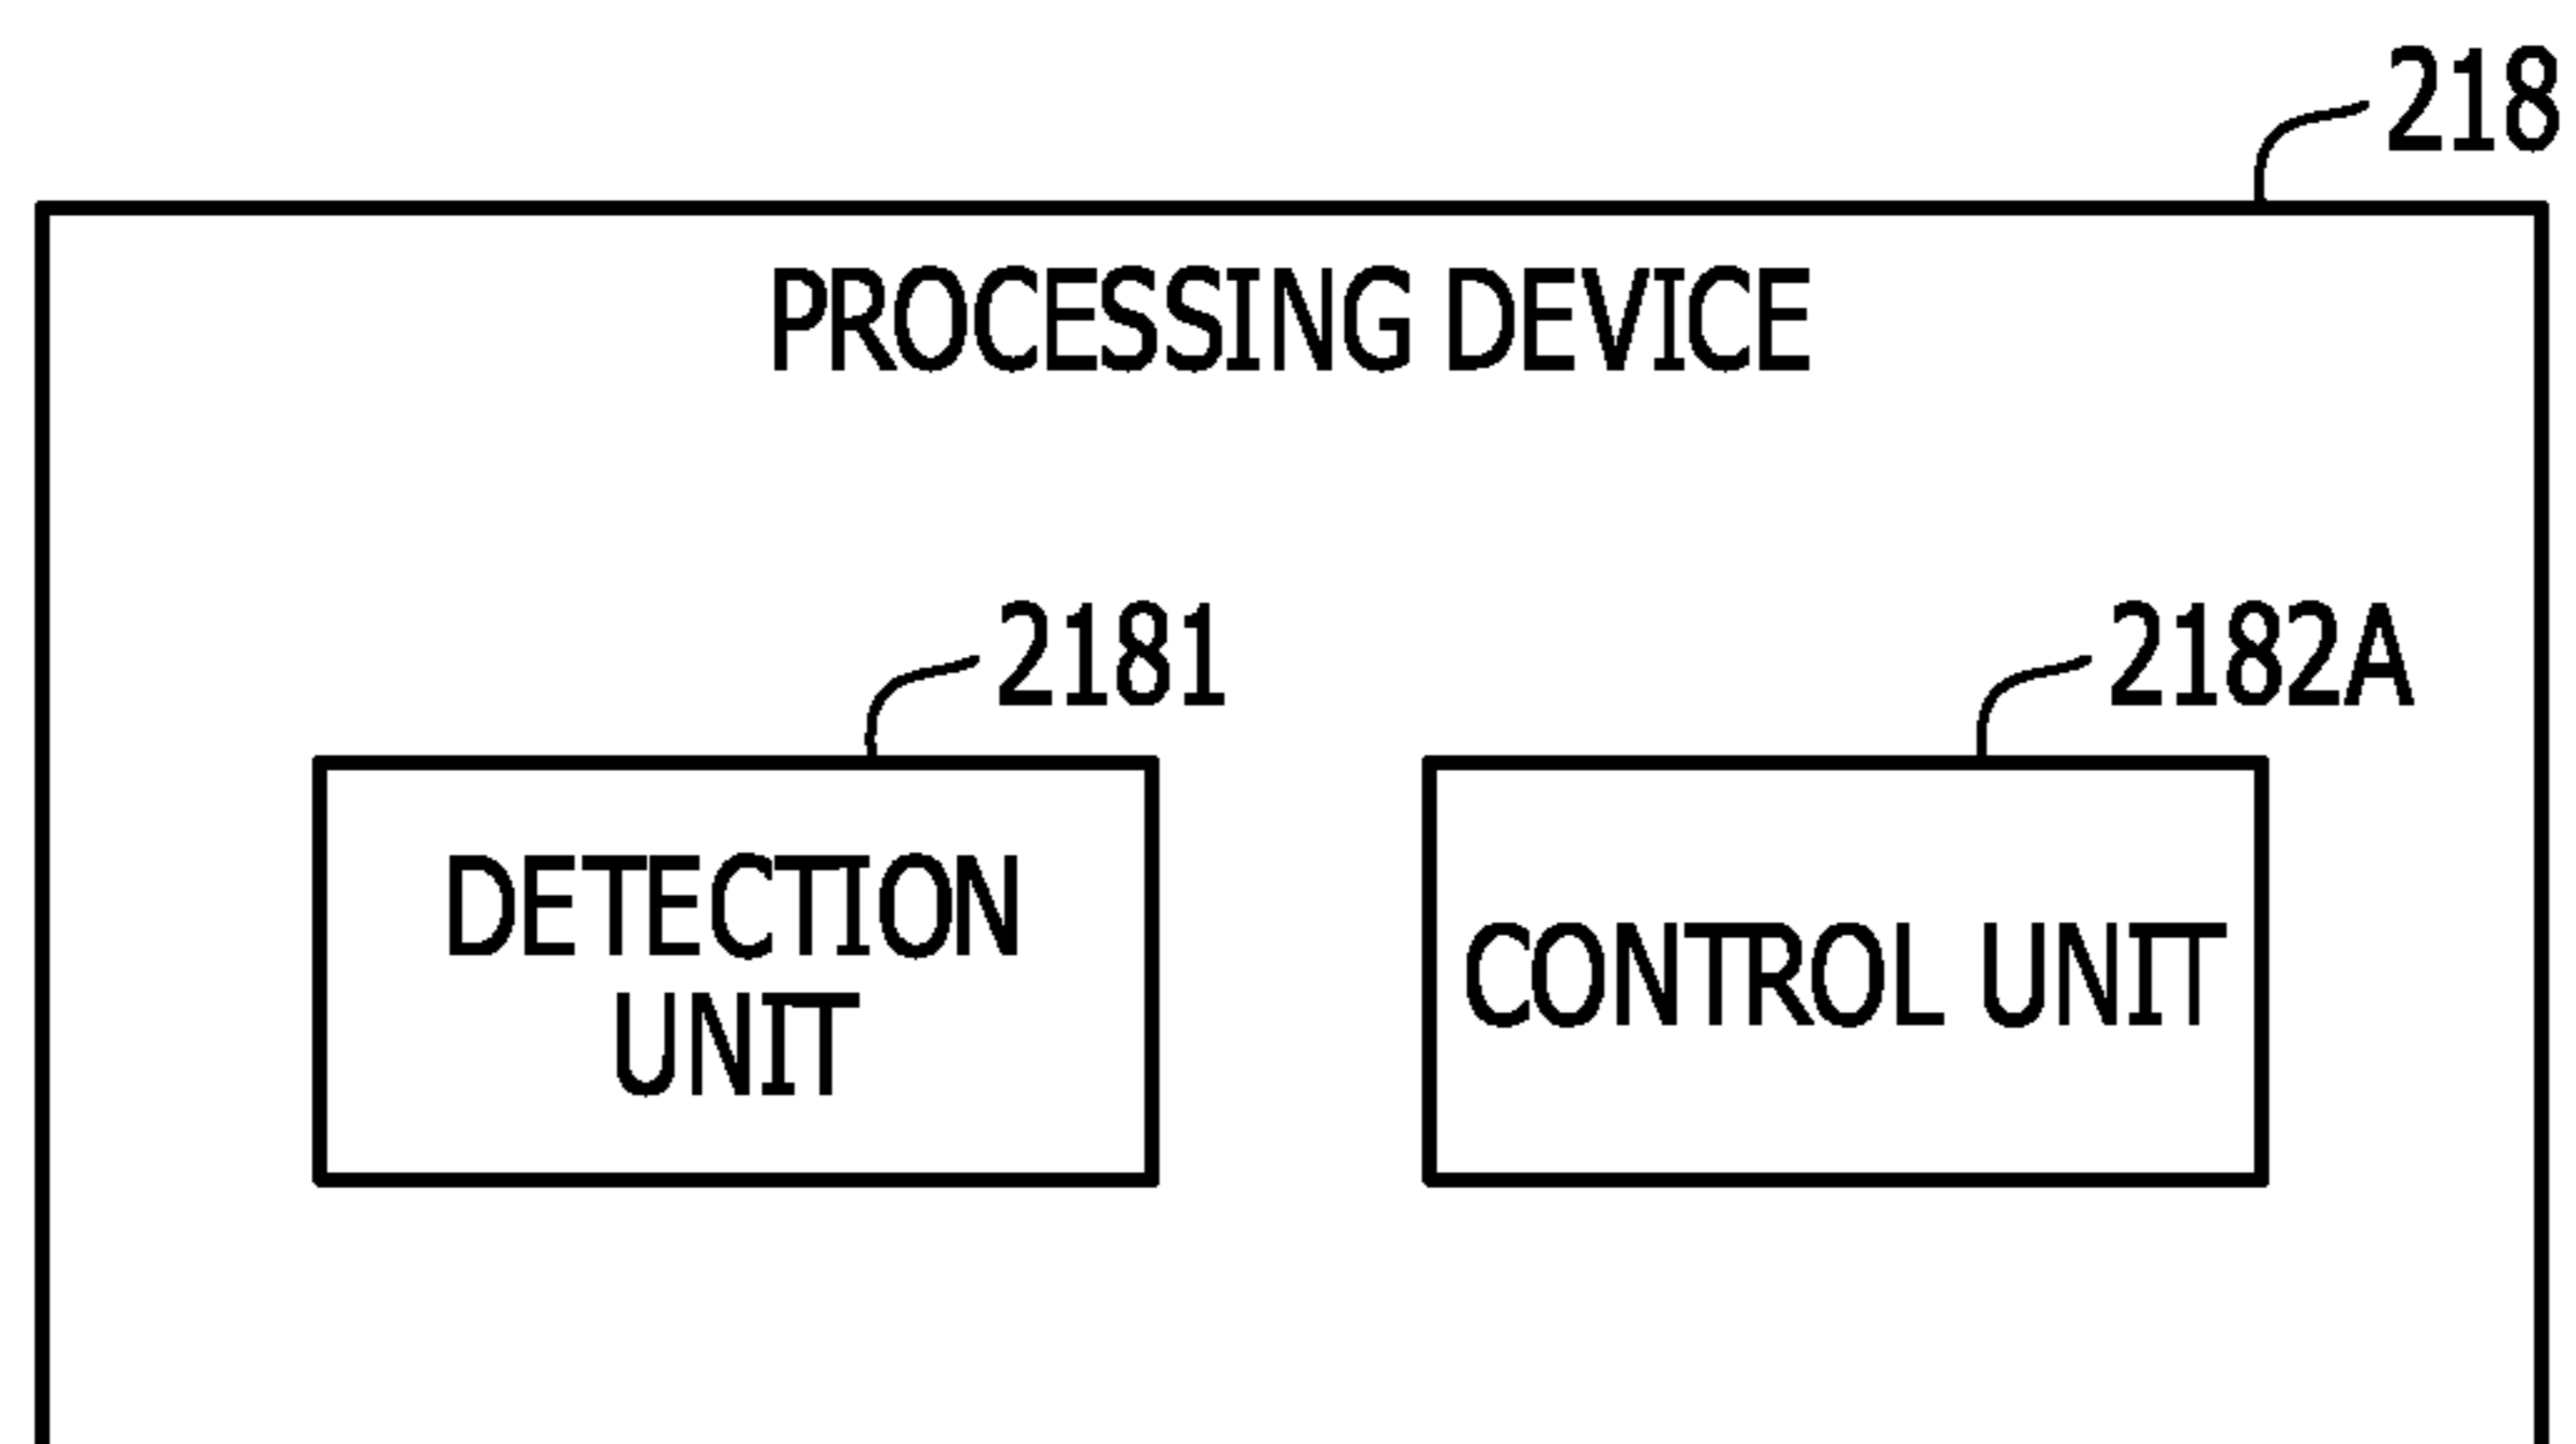 218
PROCESSING DEVICE
2181
2182A
DETECTION
UNIT
CONTROL UNIT